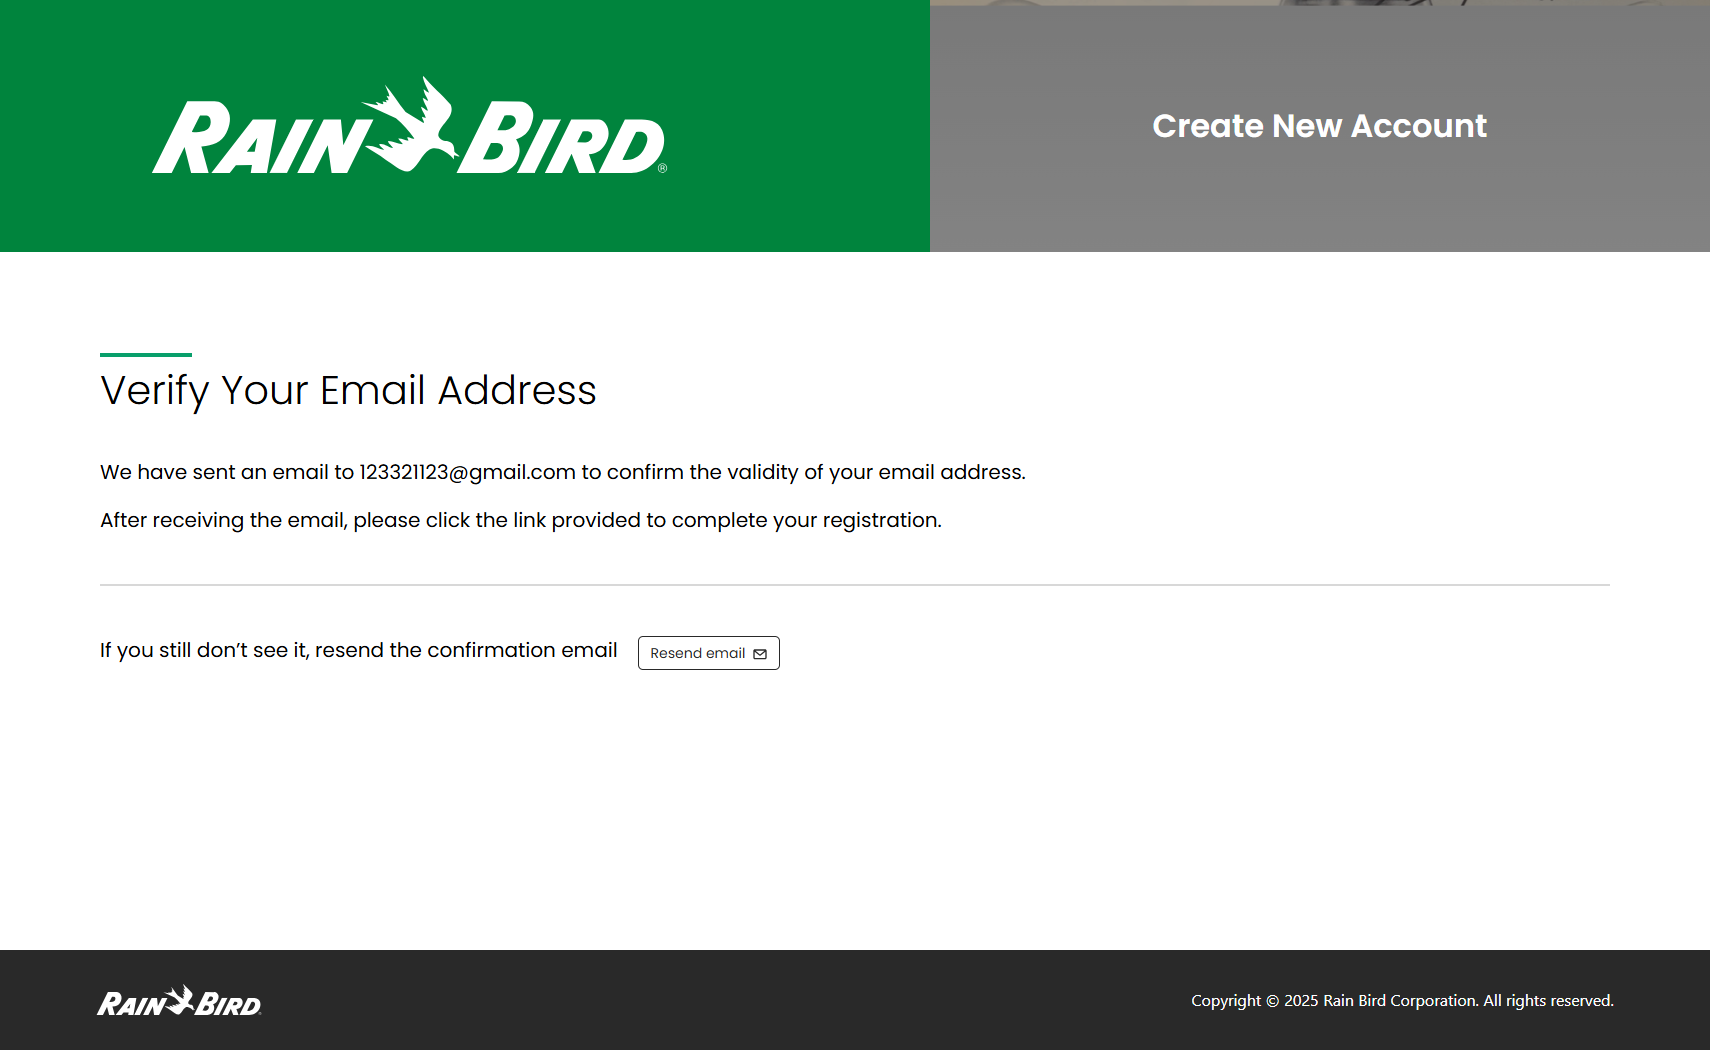 RAIN BIRD®
Create New Account
Verify Your Email Address
We have sent an email to 123321123@gmail.com to confirm the validity of your email address.
After receiving the email, please click the link provided to complete your registration.
If you still don’t see it, resend the confirmation email
Resend email
RAIN BIRD
Copyright © 2025 Rain Bird Corporation. All rights reserved.